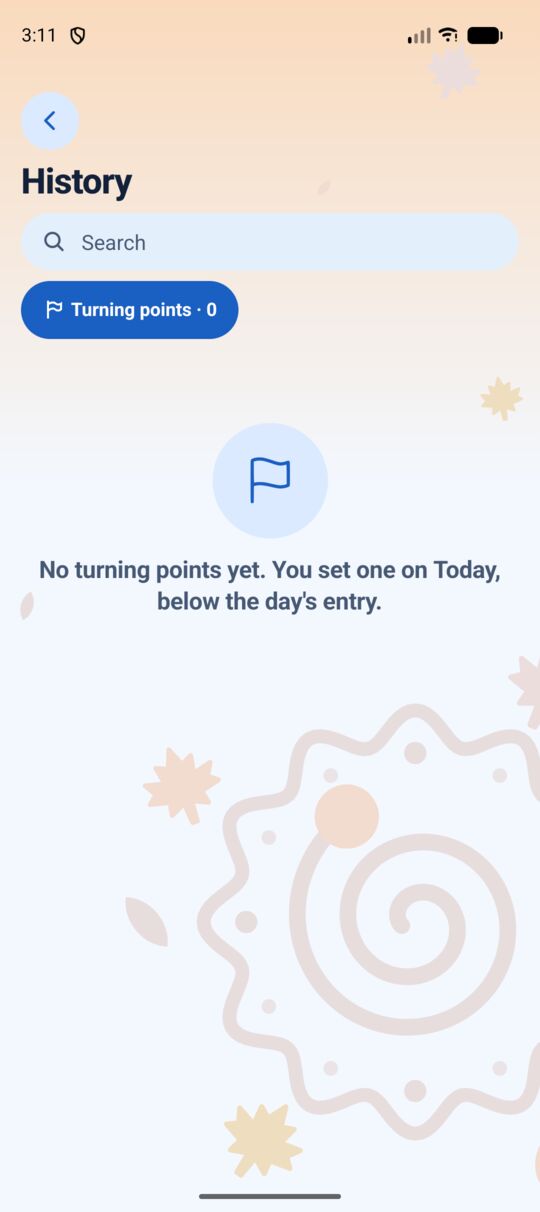 3:11
History
Search
Turning points · 0
No turning points yet. You set one on Today,
below the day's entry.